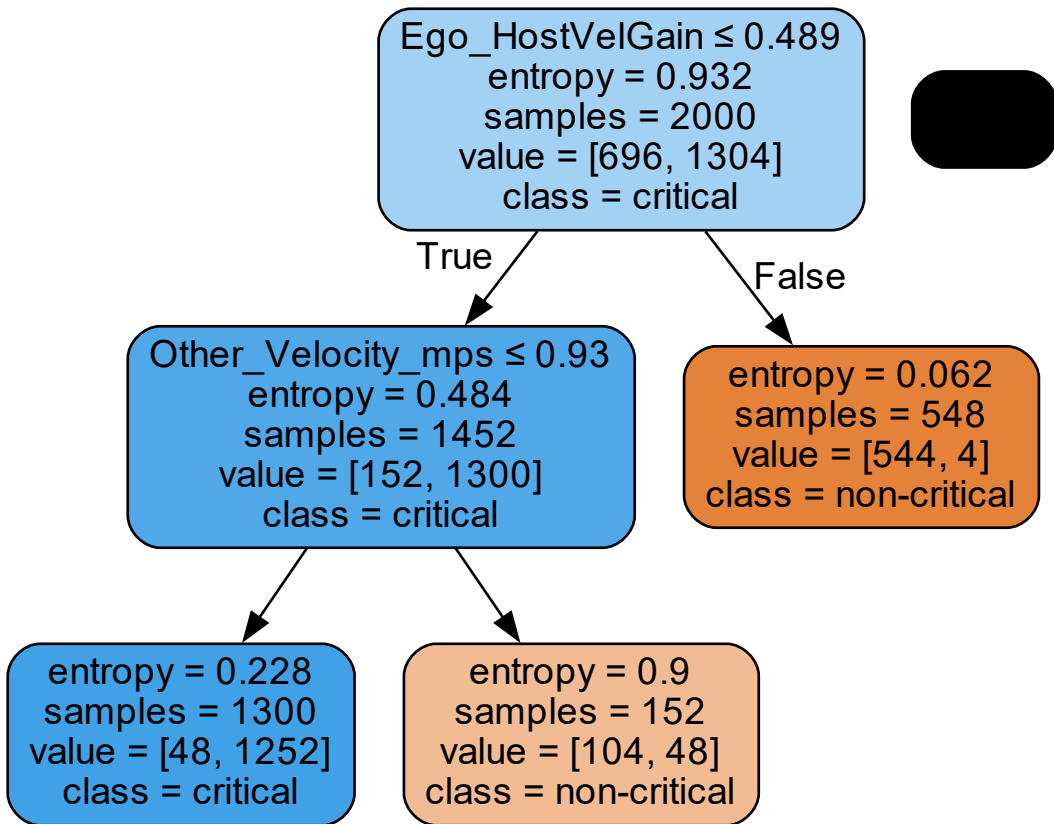 Ego_HostVelGain ≤ 0.489
entropy = 0.932
samples = 2000
value = [696, 1304]
class = critical
True
False
Other_Velocity_mps ≤ 0.93
entropy = 0.484
samples = 1452
value = [152, 1300]
class = critical
entropy = 0.062
samples = 548
value = [544, 4]
class = non-critical
entropy = 0.228
samples = 1300
value = [48, 1252]
class = critical
entropy = 0.9
samples = 152
value = [104, 48]
class = non-critical